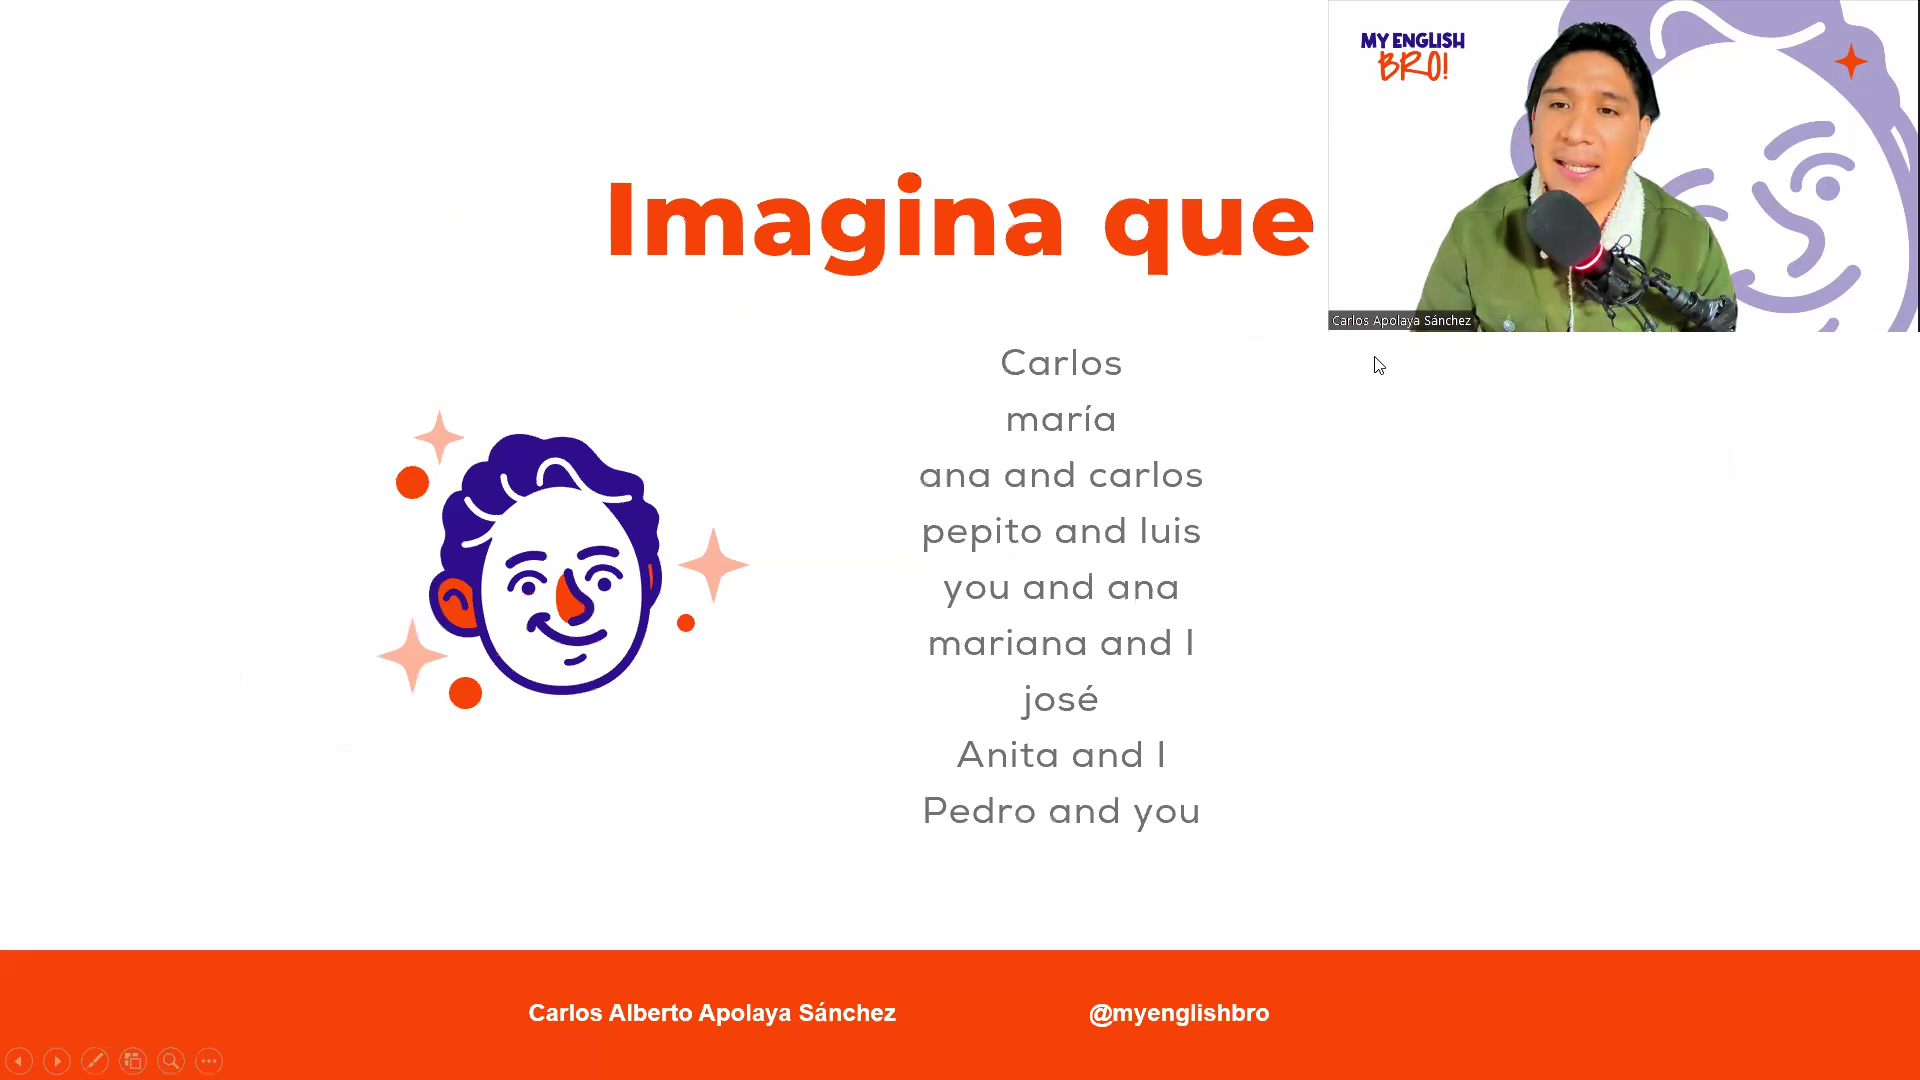 MY ENGLISH
BRO!
Imagina que
Carlos Apolaya Sánchez
Carlos
maría
ana and carlos
pepito and luis
you and ana
mariana and I
josé
Anita and I
Pedro and you
Carlos Alberto Apolaya Sánchez
@myenglishbro